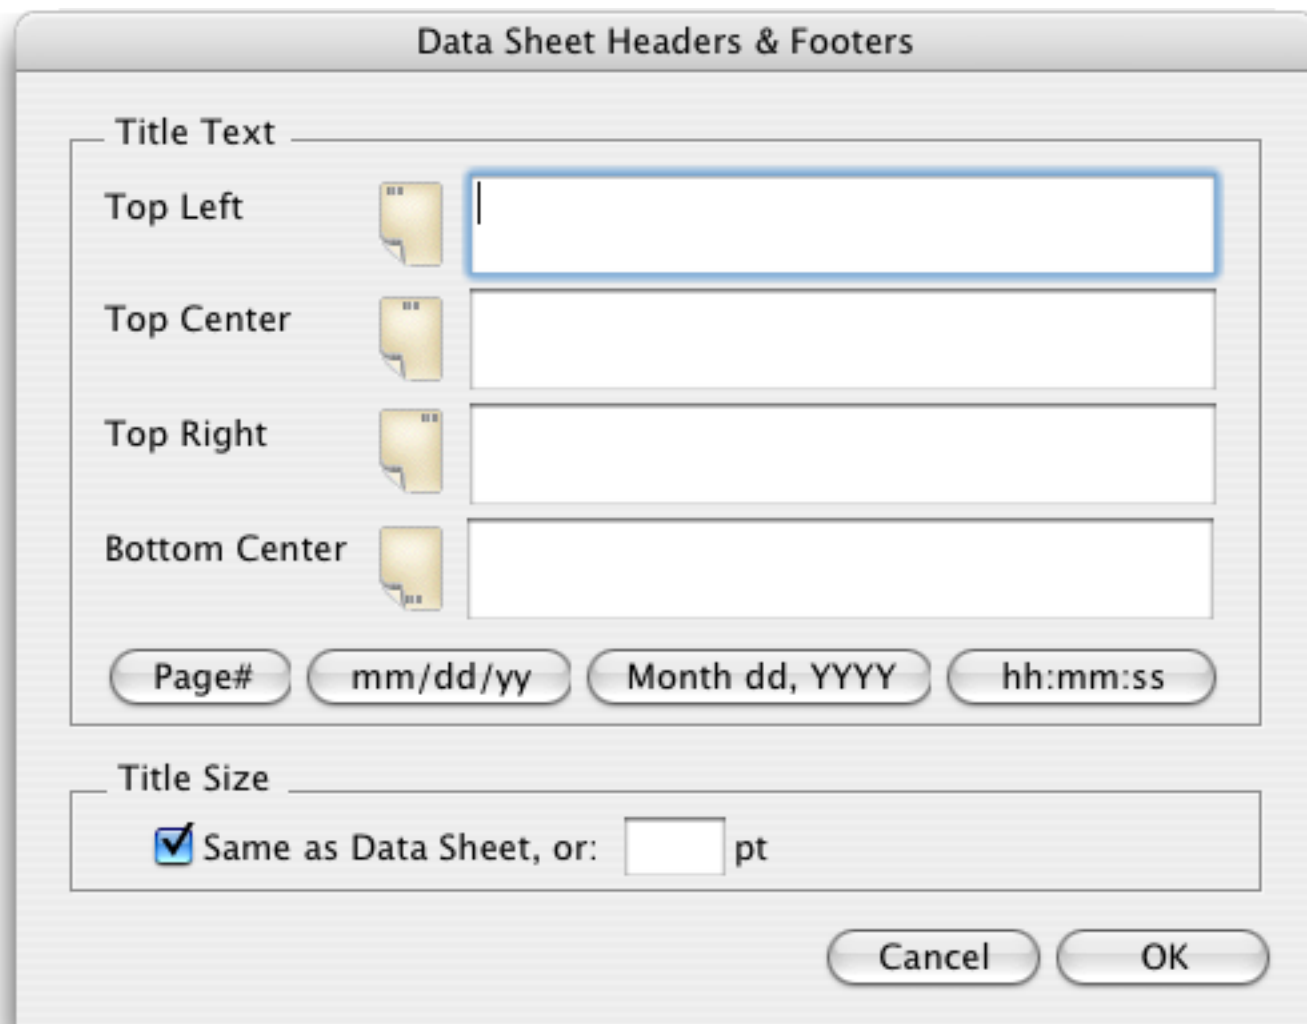 Data Sheet Headers & Footers
Title Text
Top Left
Top Center
Top Right
Bottom Center
Page# mm/dd/yy Month dd, YYYY hh:mm:ss
Title Size
Same as Data Sheet, or: pt
Cancel OK